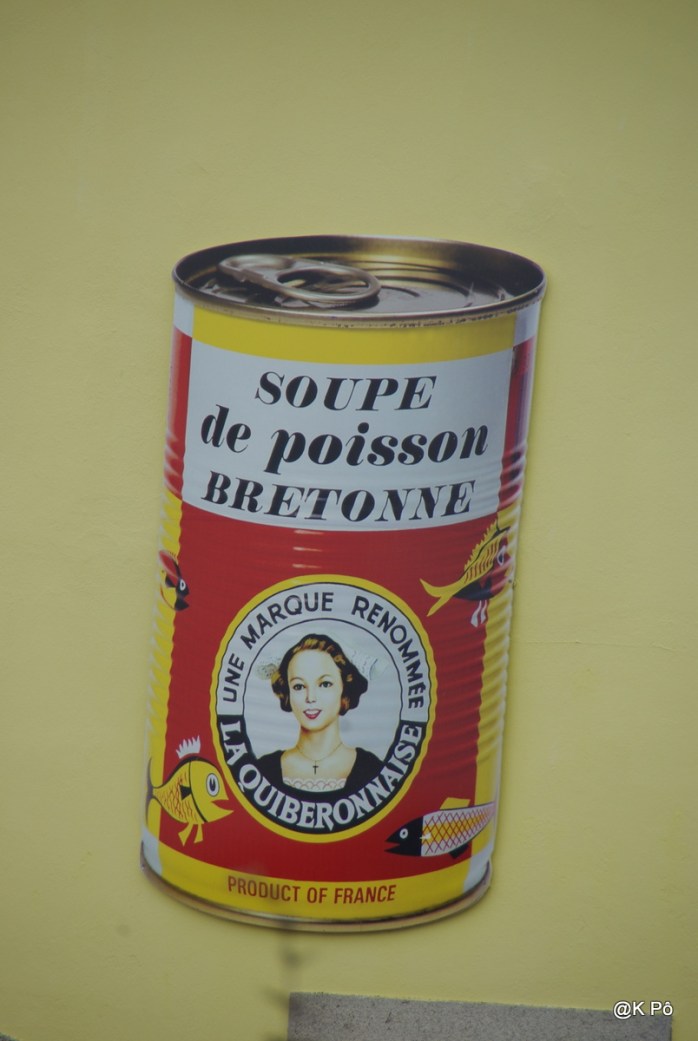 SOUPE
de poisson
BRETONNE
UNE MARQUE RENOMMÉE
LA QUIBERONNAISE
PRODUCT OF FRANCE
@K Pô